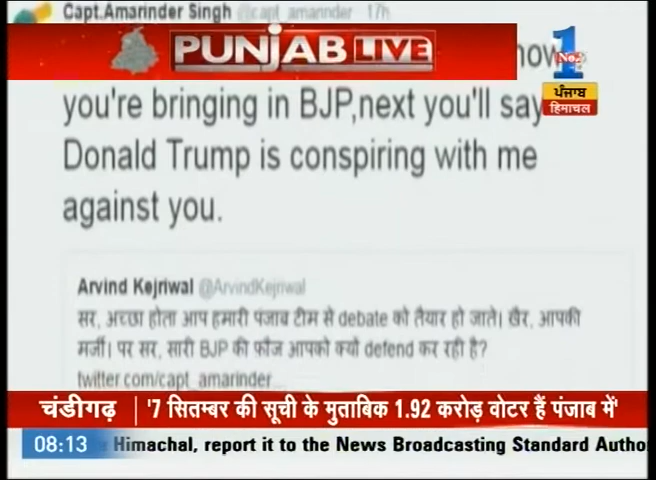 Capt.Amarinder Singh @capt_amarinder 17h
PUNJAB LIVE
No.1
ਪੰਜਾਬ
हिमाचल
you're bringing in BJP,next you'll say
Donald Trump is conspiring with me
against you.
Arvind Kejriwal @ArvindKejriwal
सर, अच्छा होता आप हमारी पंजाब टीम से debate को तैयार हो जाते। खैर, आपकी
मर्जी। पर सर, सारी BJP की फौज आपको क्यों defend कर रही है?
twitter.com/capt_amarinder...
चंडीगढ़ '7 सितम्बर की सूची के मुताबिक 1.92 करोड़ वोटर हैं पंजाब में'
08:13 Himachal, report it to the News Broadcasting Standard Autho